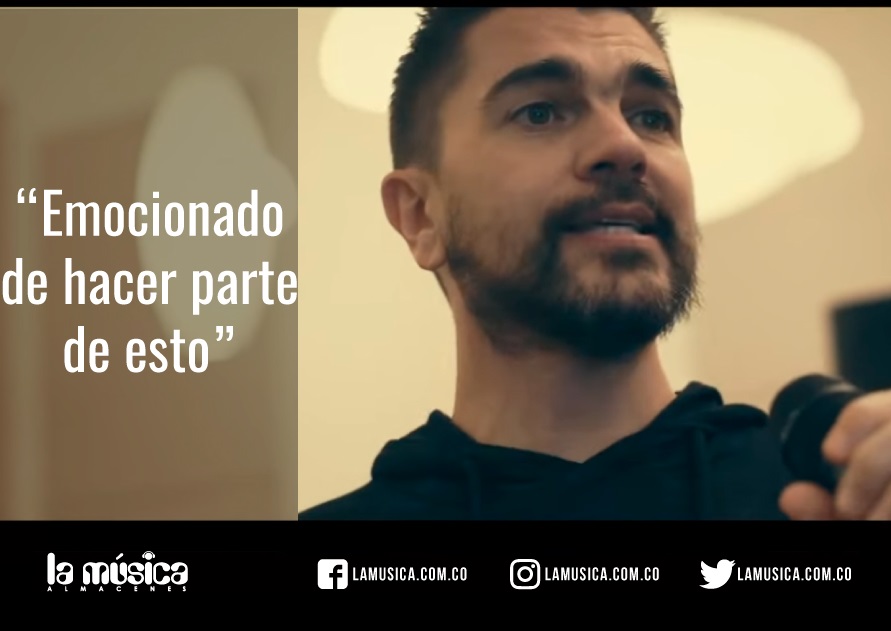 “Emocionado
de hacer parte
de esto”
la música
ALMACENES
LAMUSICA.COM.CO
LAMUSICA.COM.CO
LAMUSICA.COM.CO